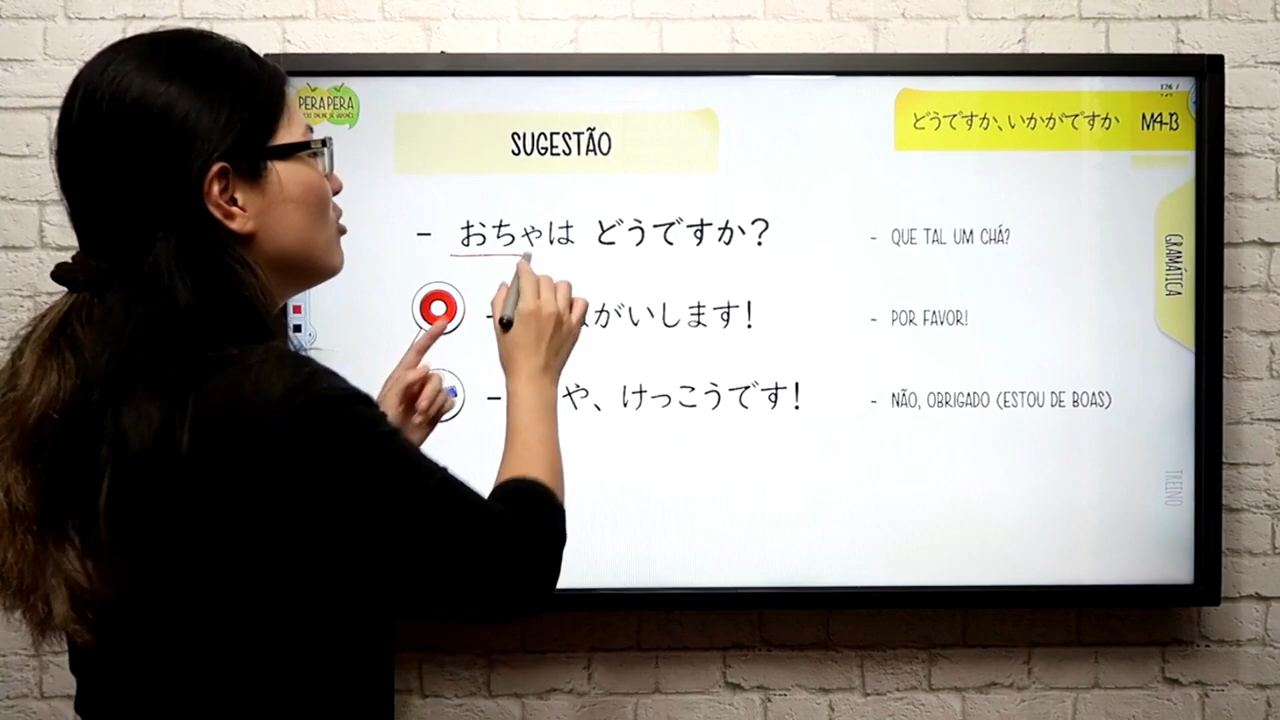 PERAPERA
SUGESTÃO
どうですか、いかがですか M4-13
- おちゃは どうですか?
- QUE TAL UM CHÁ?
がいします!
- POR FAVOR!
- や、けっこうです!
- NÃO, OBRIGADO (ESTOU DE BOAS)
GRAMÁTICA
TREINO